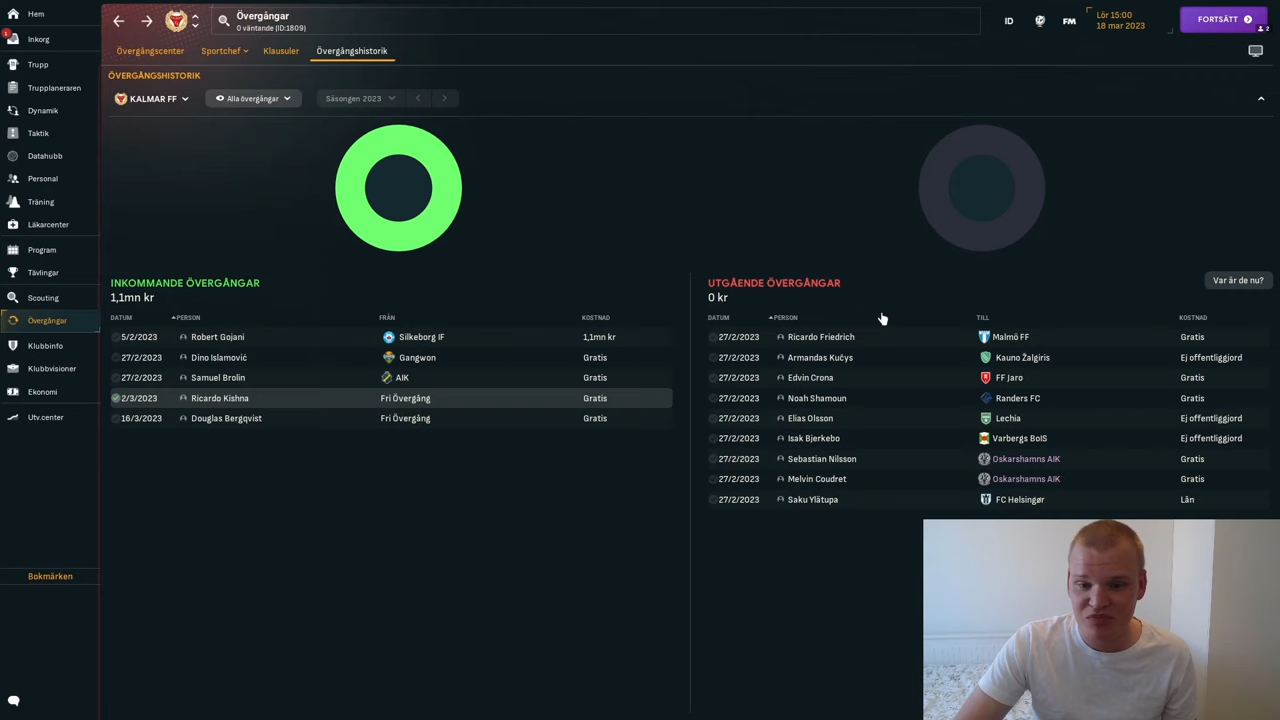 Hem
1
Inkorg
Trupp
Trupplaneraren
Dynamik
Taktik
Datahubb
Personal
Träning
Läkarcenter
Program
Tävlingar
Scouting
Övergångar
Klubbinfo
Klubbvisioner
Ekonomi
Utv.center
Bokmärken
Övergångar
0 väntande (ID:1809)
ID
FM
Lör 15:00
18 mar 2023
FORTSÄTT
2
Övergångscenter
Sportchef
Klausuler
Övergångshistorik
ÖVERGÅNGSHISTORIK
KALMAR FF
Alla övergångar
Säsongen 2023
INKOMMANDE ÖVERGÅNGAR
1,1mn kr
DATUM PERSON FRÅN KOSTNAD
5/2/2023 Robert Gojani Silkeborg IF 1,1mn kr
27/2/2023 Dino Islamović Gangwon Gratis
27/2/2023 Samuel Brolin AIK Gratis
2/3/2023 Ricardo Kishna Fri Övergång Gratis
16/3/2023 Douglas Bergqvist Fri Övergång Gratis
UTGÅENDE ÖVERGÅNGAR
0 kr
Var är de nu?
DATUM PERSON TILL KOSTNAD
27/2/2023 Ricardo Friedrich Malmö FF Gratis
27/2/2023 Armandas Kučys Kauno Žalgiris Ej offentliggjord
27/2/2023 Edvin Crona FF Jaro Gratis
27/2/2023 Noah Shamoun Randers FC Gratis
27/2/2023 Elias Olsson Lechia Ej offentliggjord
27/2/2023 Isak Bjerkebo Varbergs BoIS Ej offentliggjord
27/2/2023 Sebastian Nilsson Oskarshamns AIK Gratis
27/2/2023 Melvin Coudret Oskarshamns AIK Gratis
27/2/2023 Saku Ylätupa FC Helsingør Lån